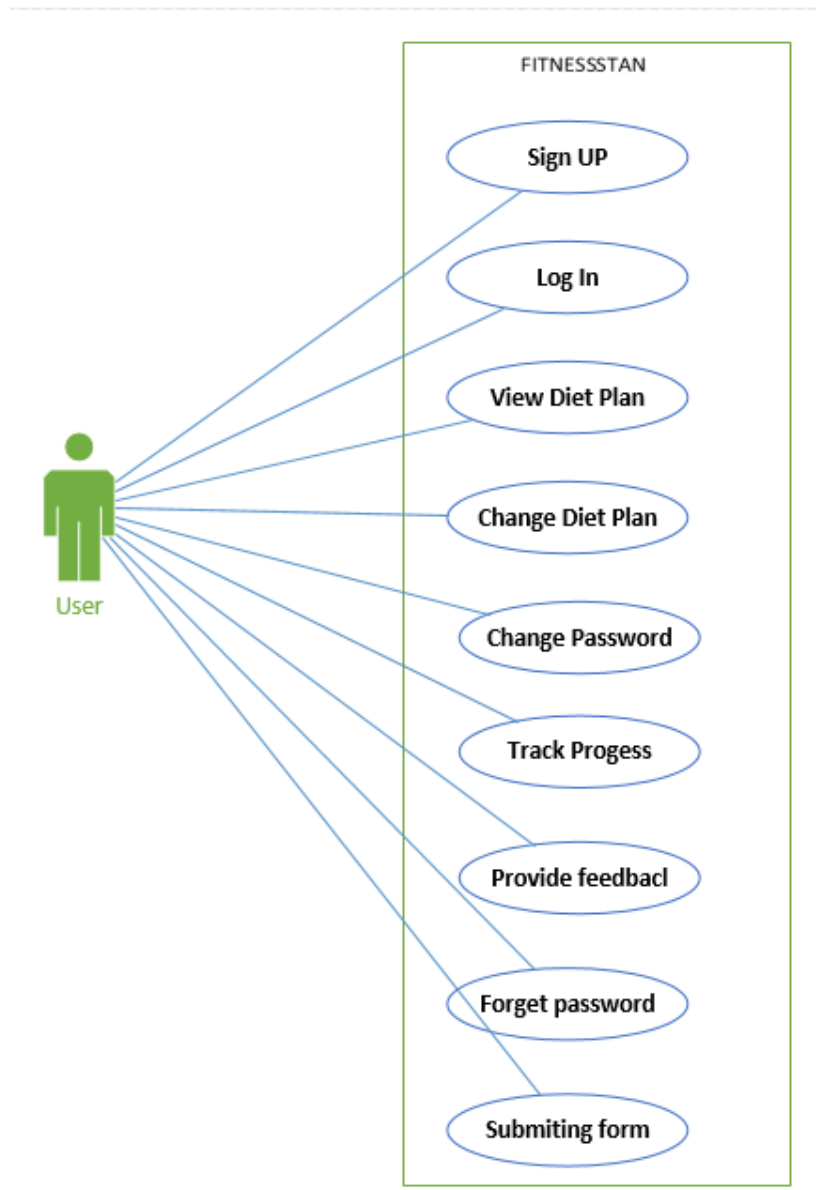 FITNESSSTAN
Sign UP
Log In
View Diet Plan
Change Diet Plan
Change Password
User
Track Progess
Provide feedbacl
Forget password
Submiting form